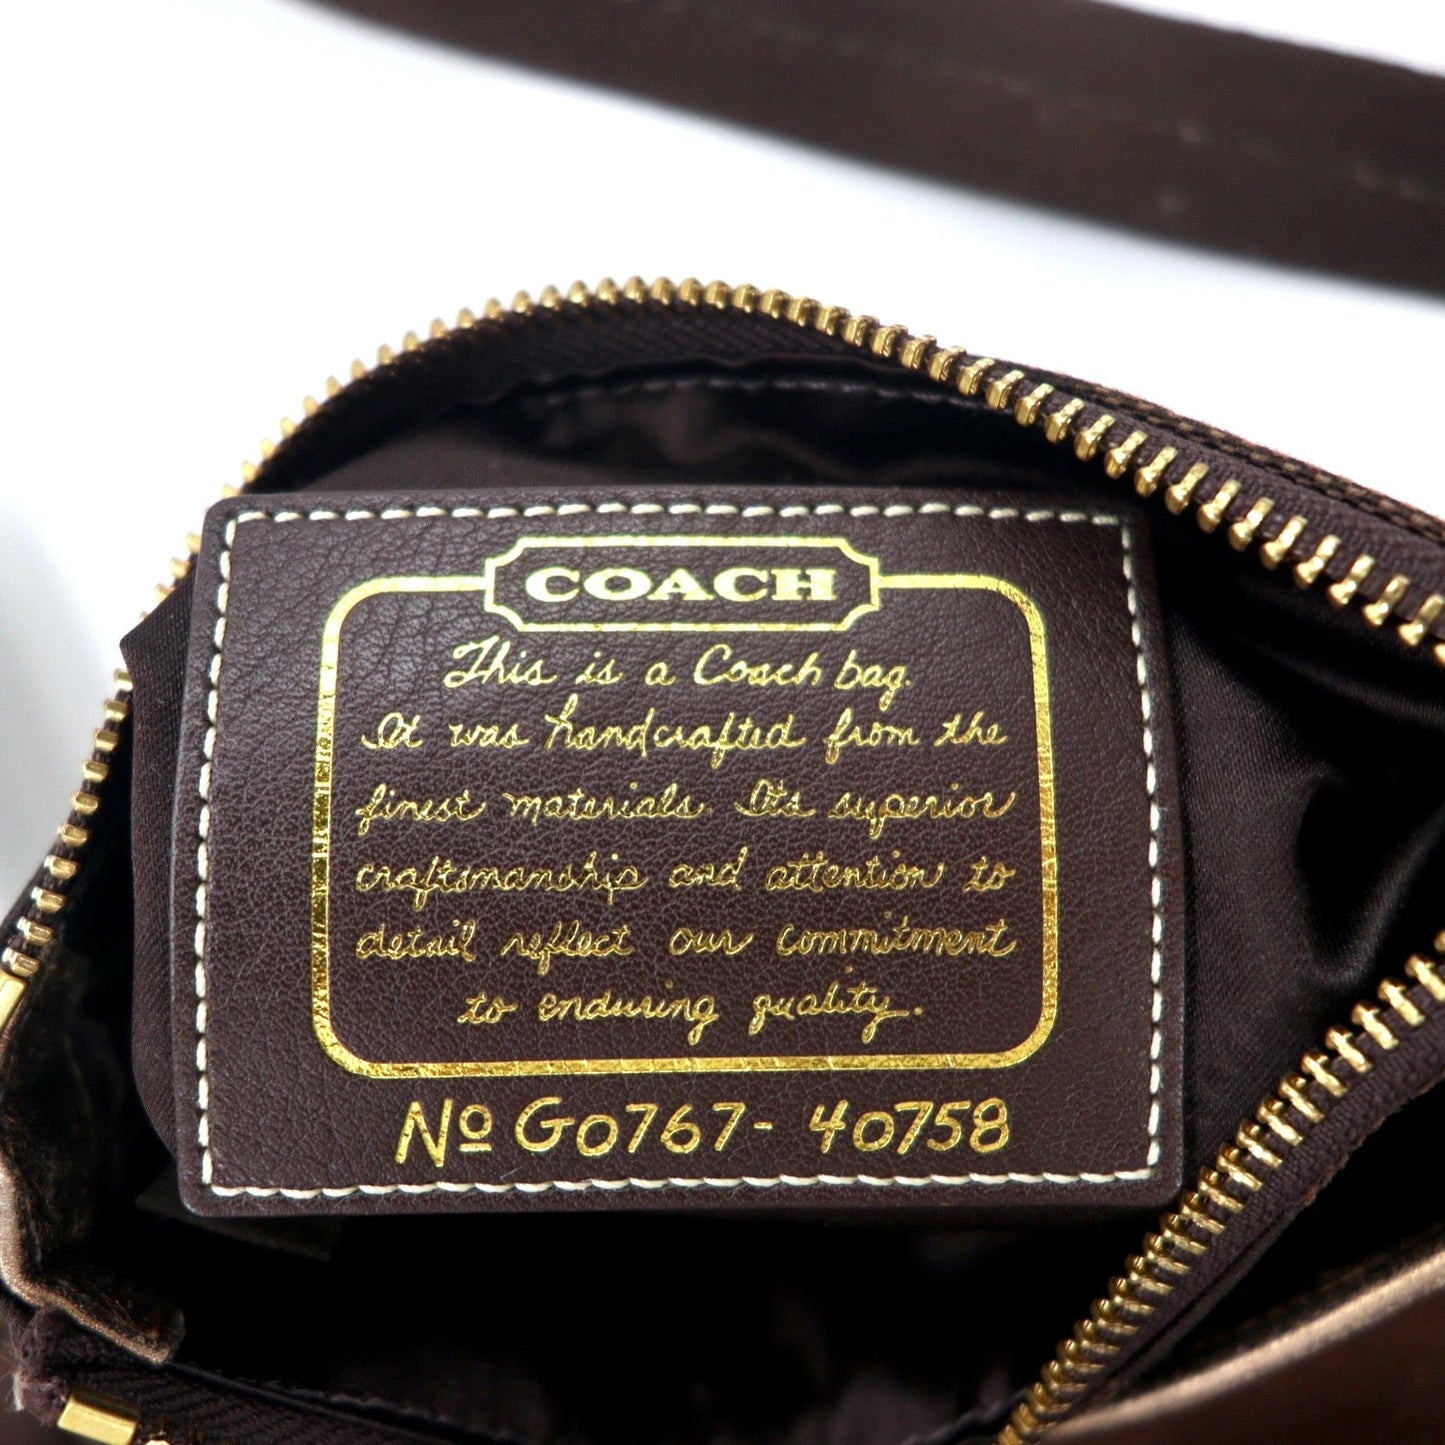 COACH
This is a Coach bag.
It was handcrafted from the
finest materials. Its superior
craftsmanship and attention to
detail reflect our commitment
to enduring quality.
No G0767-40758